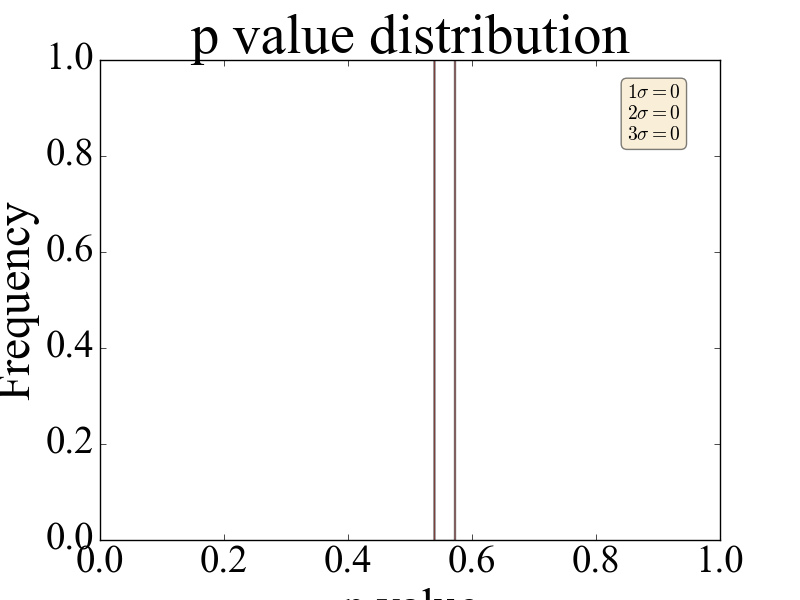 p value distribution
1.0
0.8
0.6
0.4
0.2
0.0
Frequency
1σ = 0
2σ = 0
3σ = 0
0.0 0.2 0.4 0.6 0.8 1.0
p value